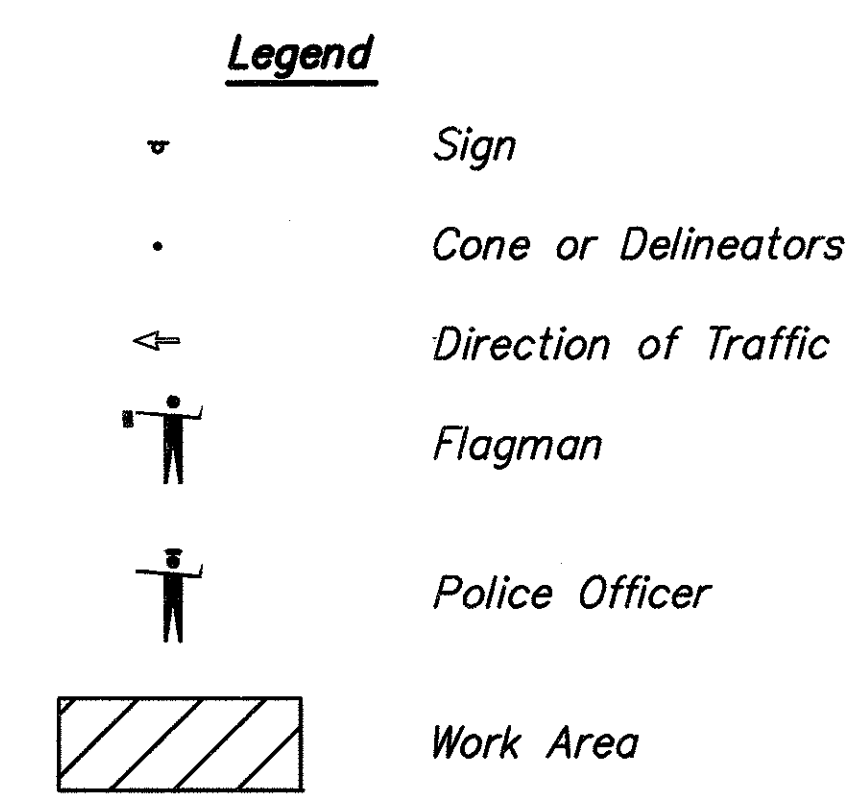 Legend
Sign
Cone or Delineators
Direction of Traffic
Flagman
Police Officer
Work Area